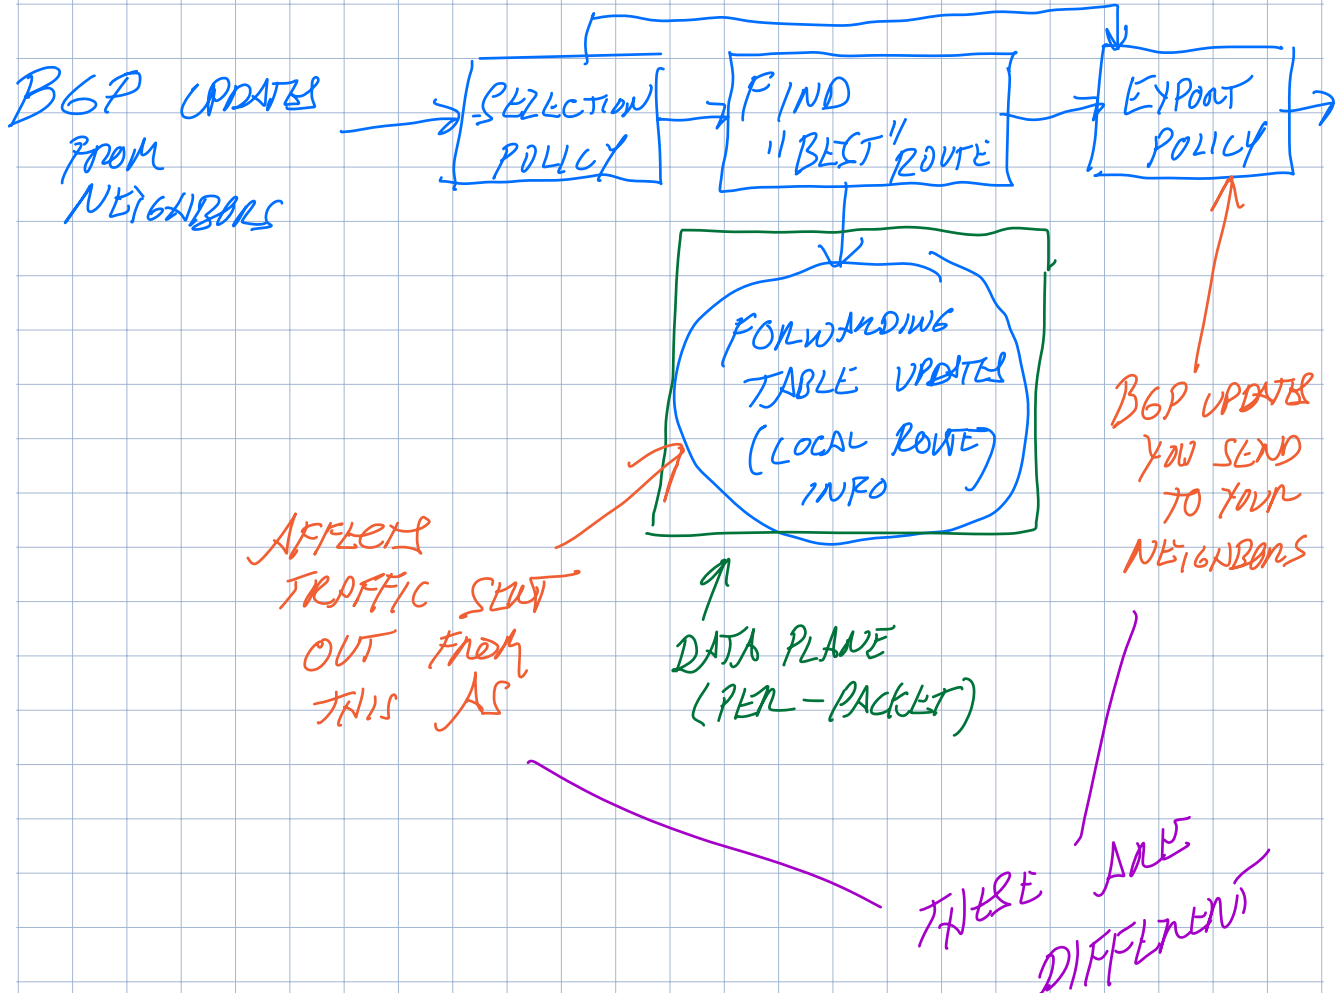 BGP UPDATES
FROM
NEIGHBORS
SELECTION
POLICY
FIND
"BEST" ROUTE
EXPORT
POLICY
FORWARDING
TABLE UPDATES
(LOCAL ROUTE)
INFO
BGP UPDATES
YOU SEND
TO YOUR
NEIGHBORS
AFFECTS
TRAFFIC SENT
OUT FROM
THIS AS
DATA PLANE
(PER-PACKET)
THESE ARE
DIFFERENT